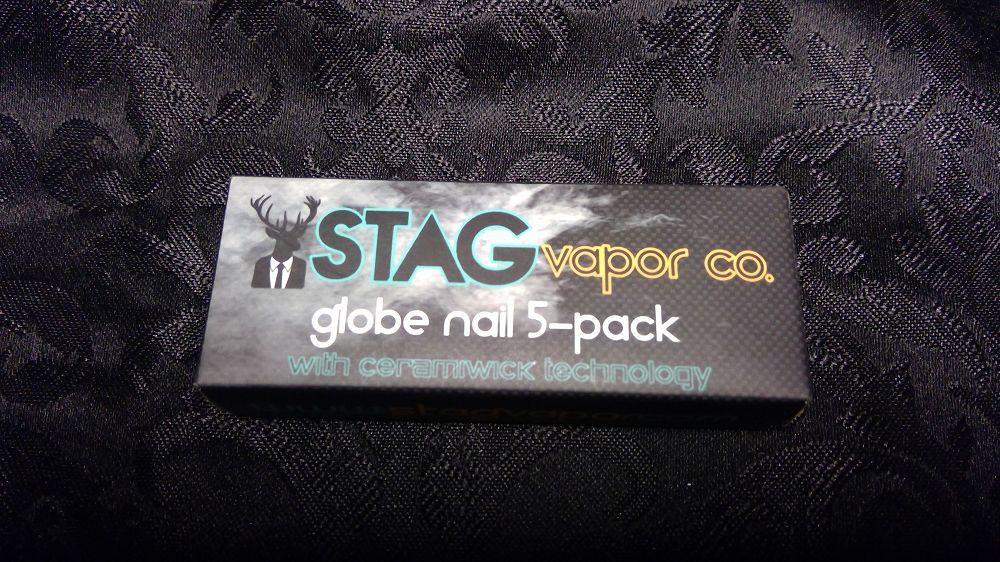 STAG vapor co.
globe nail 5-pack
with ceramiwick technology